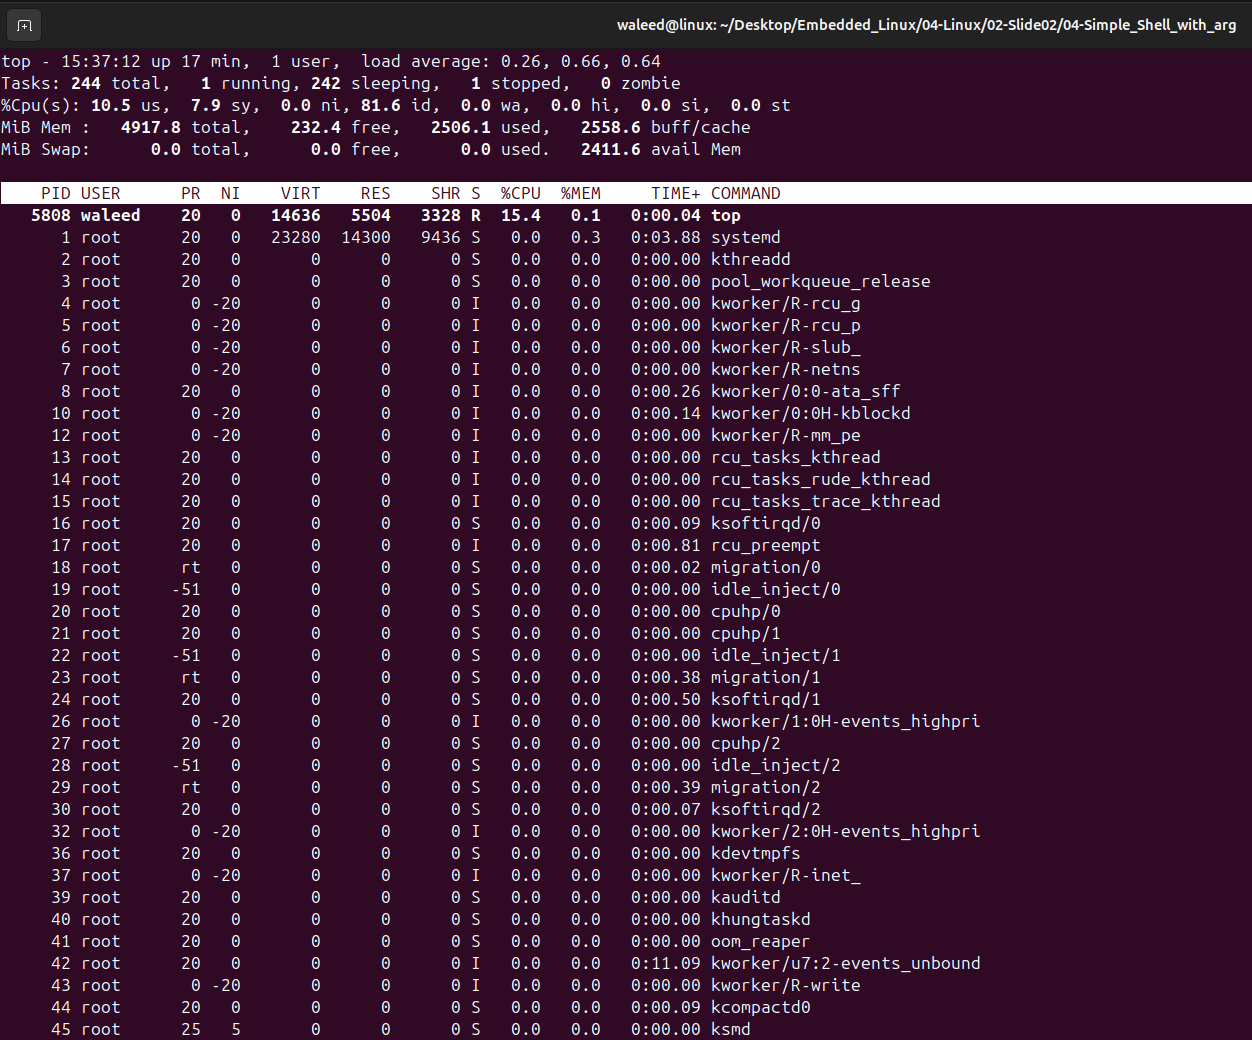 waleed@linux: ~/Desktop/Embedded_Linux/04-Linux/02-Slide02/04-Simple_Shell_with_arg
top - 15:37:12 up 17 min,  1 user,  load average: 0.26, 0.66, 0.64
Tasks: 244 total,   1 running, 242 sleeping,   1 stopped,   0 zombie
%Cpu(s): 10.5 us,  7.9 sy,  0.0 ni, 81.6 id,  0.0 wa,  0.0 hi,  0.0 si,  0.0 st
MiB Mem :   4917.8 total,    232.4 free,   2506.1 used,   2558.6 buff/cache
MiB Swap:      0.0 total,      0.0 free,      0.0 used.   2411.6 avail Mem
PID USER      PR  NI    VIRT    RES    SHR S  %CPU  %MEM     TIME+ COMMAND
5808 waleed    20   0   14636   5504   3328 R  15.4   0.1   0:00.04 top
1 root      20   0   23280  14300   9436 S   0.0   0.3   0:03.88 systemd
2 root      20   0       0      0      0 S   0.0   0.0   0:00.00 kthreadd
3 root      20   0       0      0      0 S   0.0   0.0   0:00.00 pool_workqueue_release
4 root       0 -20       0      0      0 I   0.0   0.0   0:00.00 kworker/R-rcu_g
5 root       0 -20       0      0      0 I   0.0   0.0   0:00.00 kworker/R-rcu_p
6 root       0 -20       0      0      0 I   0.0   0.0   0:00.00 kworker/R-slub_
7 root       0 -20       0      0      0 I   0.0   0.0   0:00.00 kworker/R-netns
8 root      20   0       0      0      0 I   0.0   0.0   0:00.26 kworker/0:0-ata_sff
10 root       0 -20       0      0      0 I   0.0   0.0   0:00.14 kworker/0:0H-kblockd
12 root       0 -20       0      0      0 I   0.0   0.0   0:00.00 kworker/R-mm_pe
13 root      20   0       0      0      0 I   0.0   0.0   0:00.00 rcu_tasks_kthread
14 root      20   0       0      0      0 I   0.0   0.0   0:00.00 rcu_tasks_rude_kthread
15 root      20   0       0      0      0 I   0.0   0.0   0:00.00 rcu_tasks_trace_kthread
16 root      20   0       0      0      0 S   0.0   0.0   0:00.09 ksoftirqd/0
17 root      20   0       0      0      0 I   0.0   0.0   0:00.81 rcu_preempt
18 root      rt   0       0      0      0 S   0.0   0.0   0:00.02 migration/0
19 root     -51   0       0      0      0 S   0.0   0.0   0:00.00 idle_inject/0
20 root      20   0       0      0      0 S   0.0   0.0   0:00.00 cpuhp/0
21 root      20   0       0      0      0 S   0.0   0.0   0:00.00 cpuhp/1
22 root     -51   0       0      0      0 S   0.0   0.0   0:00.00 idle_inject/1
23 root      rt   0       0      0      0 S   0.0   0.0   0:00.38 migration/1
24 root      20   0       0      0      0 S   0.0   0.0   0:00.50 ksoftirqd/1
26 root       0 -20       0      0      0 I   0.0   0.0   0:00.00 kworker/1:0H-events_highpri
27 root      20   0       0      0      0 S   0.0   0.0   0:00.00 cpuhp/2
28 root     -51   0       0      0      0 S   0.0   0.0   0:00.00 idle_inject/2
29 root      rt   0       0      0      0 S   0.0   0.0   0:00.39 migration/2
30 root      20   0       0      0      0 S   0.0   0.0   0:00.07 ksoftirqd/2
32 root       0 -20       0      0      0 I   0.0   0.0   0:00.00 kworker/2:0H-events_highpri
36 root      20   0       0      0      0 S   0.0   0.0   0:00.00 kdevtmpfs
37 root       0 -20       0      0      0 I   0.0   0.0   0:00.00 kworker/R-inet_
39 root      20   0       0      0      0 S   0.0   0.0   0:00.00 kauditd
40 root      20   0       0      0      0 S   0.0   0.0   0:00.00 khungtaskd
41 root      20   0       0      0      0 S   0.0   0.0   0:00.00 oom_reaper
42 root      20   0       0      0      0 I   0.0   0.0   0:11.09 kworker/u7:2-events_unbound
43 root       0 -20       0      0      0 I   0.0   0.0   0:00.00 kworker/R-write
44 root      20   0       0      0      0 S   0.0   0.0   0:00.09 kcompactd0
45 root      25   5       0      0      0 S   0.0   0.0   0:00.00 ksmd